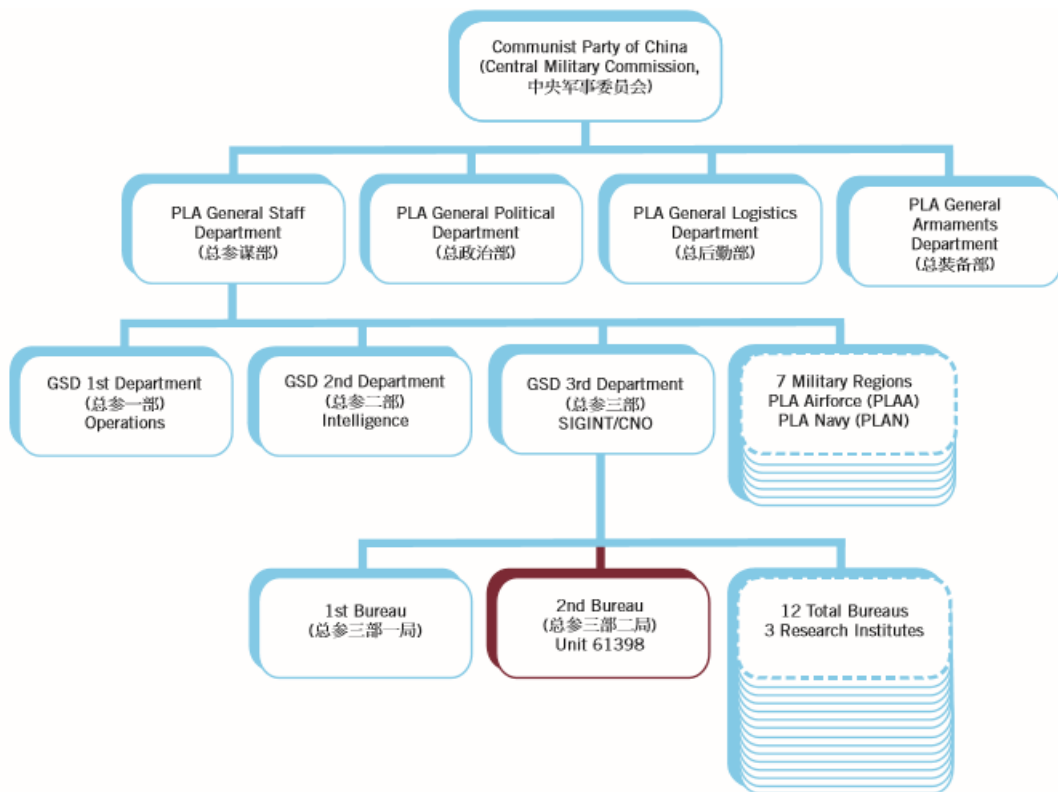 Communist Party of China
(Central Military Commission,
中央军事委员会)
PLA General Staff
Department
(总参谋部)
PLA General Political
Department
(总政治部)
PLA General Logistics
Department
(总后勤部)
PLA General
Armaments
Department
(总装备部)
GSD 1st Department
(总参一部)
Operations
GSD 2nd Department
(总参二部)
Intelligence
GSD 3rd Department
(总参三部)
SIGINT/CNO
7 Military Regions
PLA Airforce (PLAA)
PLA Navy (PLAN)
1st Bureau
(总参三部一局)
2nd Bureau
(总参三部二局)
Unit 61398
12 Total Bureaus
3 Research Institutes